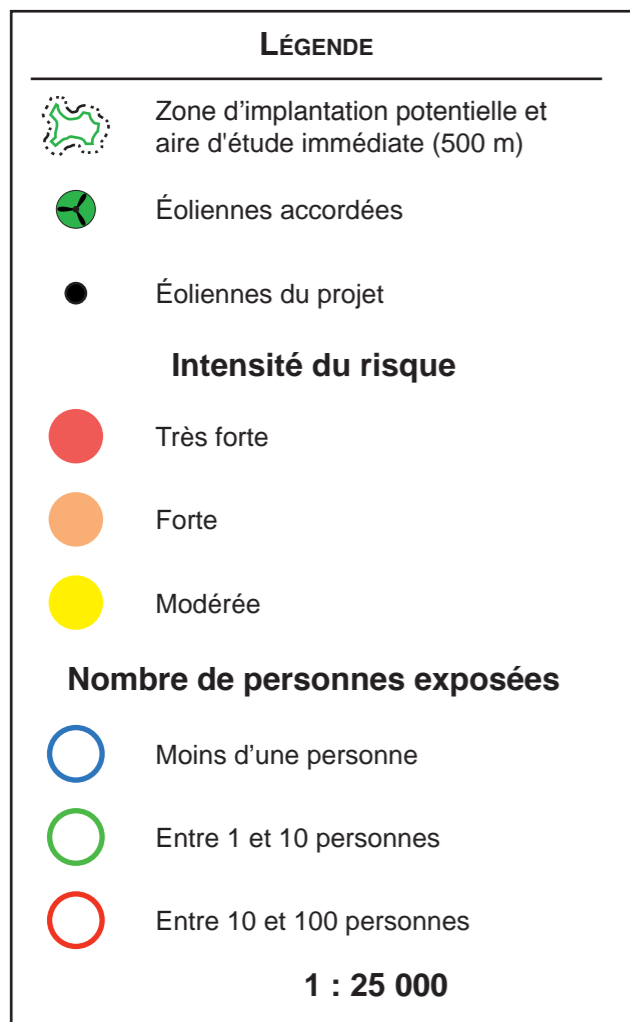 LÉGENDE
Zone d’implantation potentielle et
aire d'étude immédiate (500 m)
Éoliennes accordées
Éoliennes du projet
Intensité du risque
Très forte
Forte
Modérée
Nombre de personnes exposées
Moins d’une personne
Entre 1 et 10 personnes
Entre 10 et 100 personnes
1 : 25 000